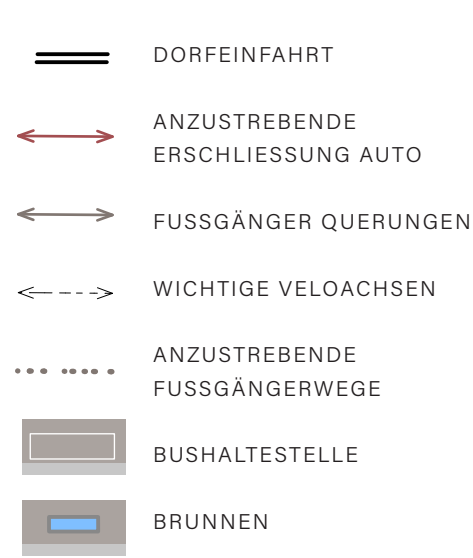 DORFEINFAHRT
ANZUSTREBENDE
ERSCHLIESSUNG AUTO
FUSSGÄNGER QUERUNGEN
WICHTIGE VELOACHSEN
ANZUSTREBENDE
FUSSGÄNGERWEGE
BUSHALTESTELLE
BRUNNEN